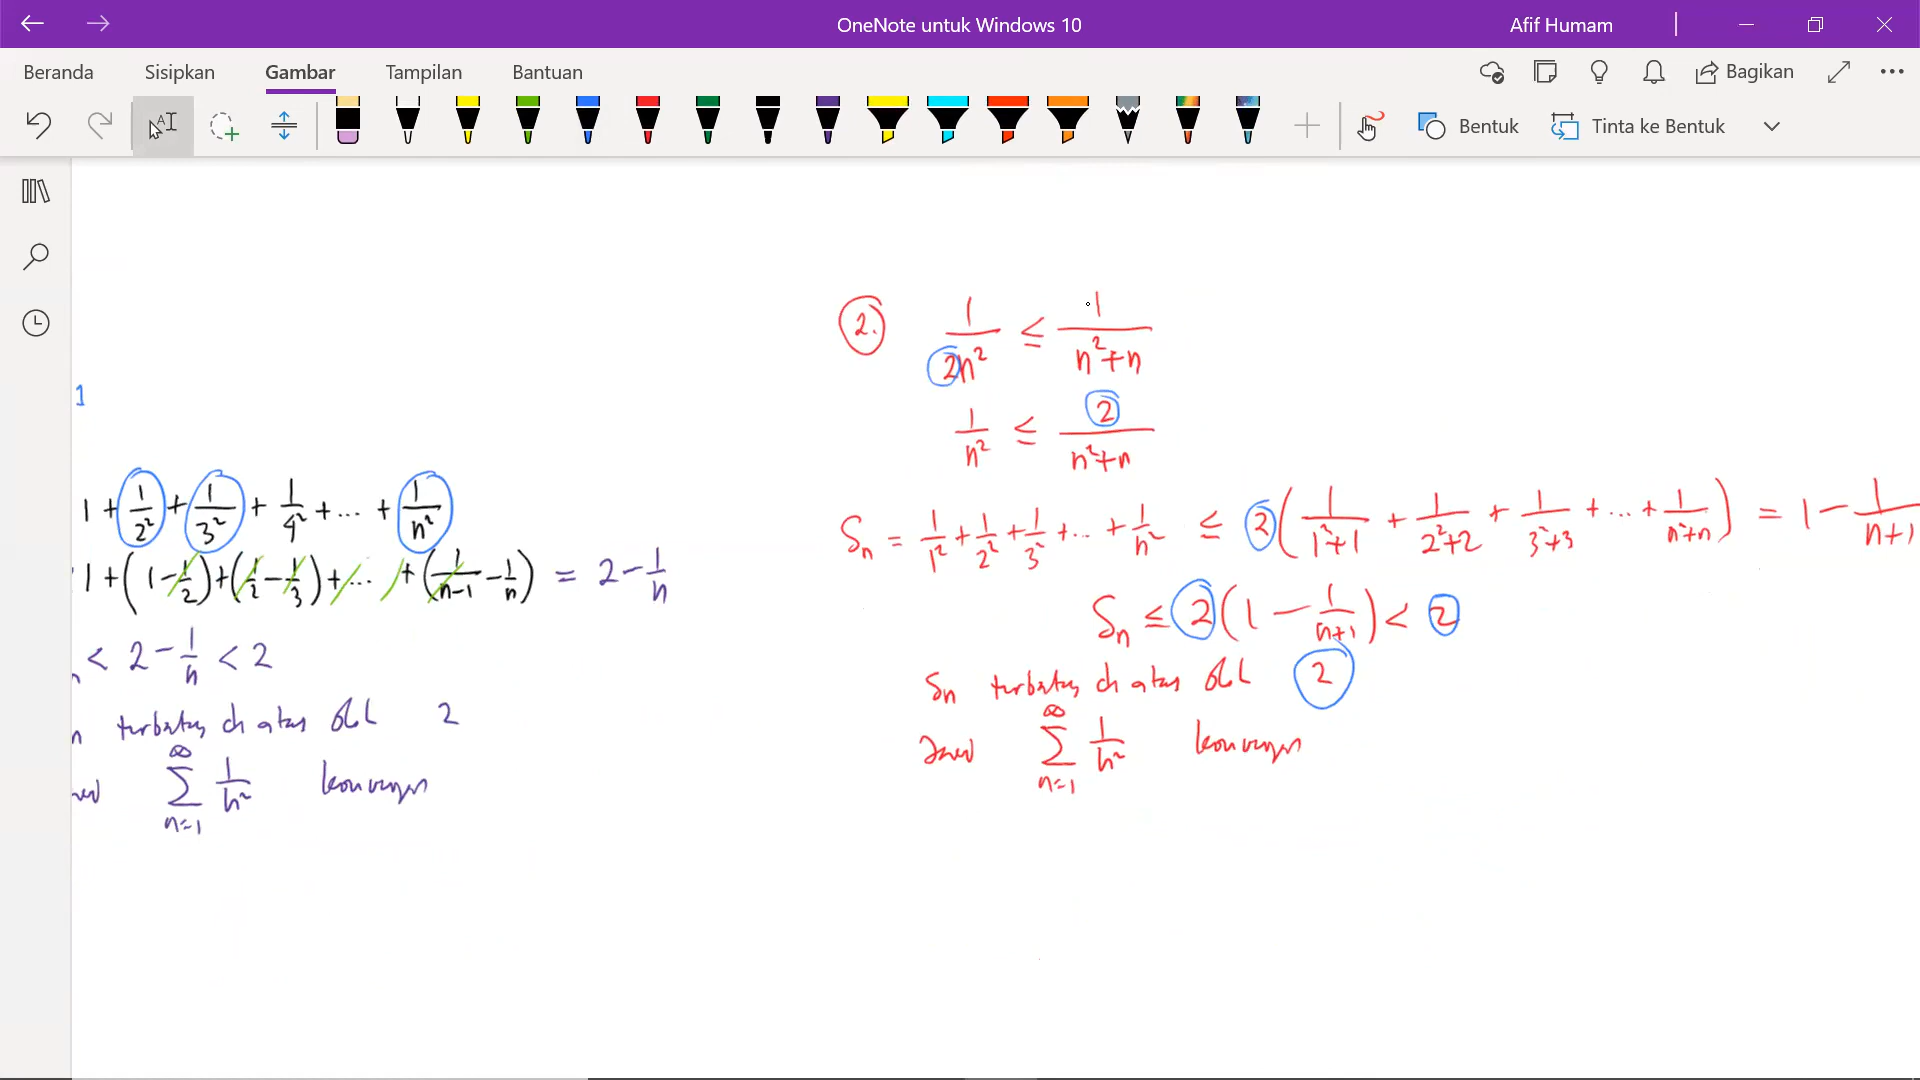 OneNote untuk Windows 10
Afif Humam
Beranda
Sisipkan
Gambar
Tampilan
Bantuan
Bagikan
Bentuk
Tinta ke Bentuk
1
1 + 1/2² + 1/3² + 1/4² + ... + 1/n²
1 + (1 - 1/2) + (1/2 - 1/3) + ... + (1/n-1 - 1/n) = 2 - 1/n
n < 2 - 1/n < 2
n terbatas di atas oleh 2
∞ ∑ n=1 1/n² konvergen
2. 1/2n² ≤ 1/n²+n
1/n² ≤ 2/n²+n
Sn = 1/1² + 1/2² + 1/3² + ... + 1/n² ≤ 2(1/1²+1 + 1/2²+2 + 1/3²+3 + ... + 1/n²+n) = 1 - 1/n+1
Sn ≤ 2(1 - 1/n+1) < 2
Sn terbatas di atas oleh 2
∞ ∑ n=1 1/n² konvergen